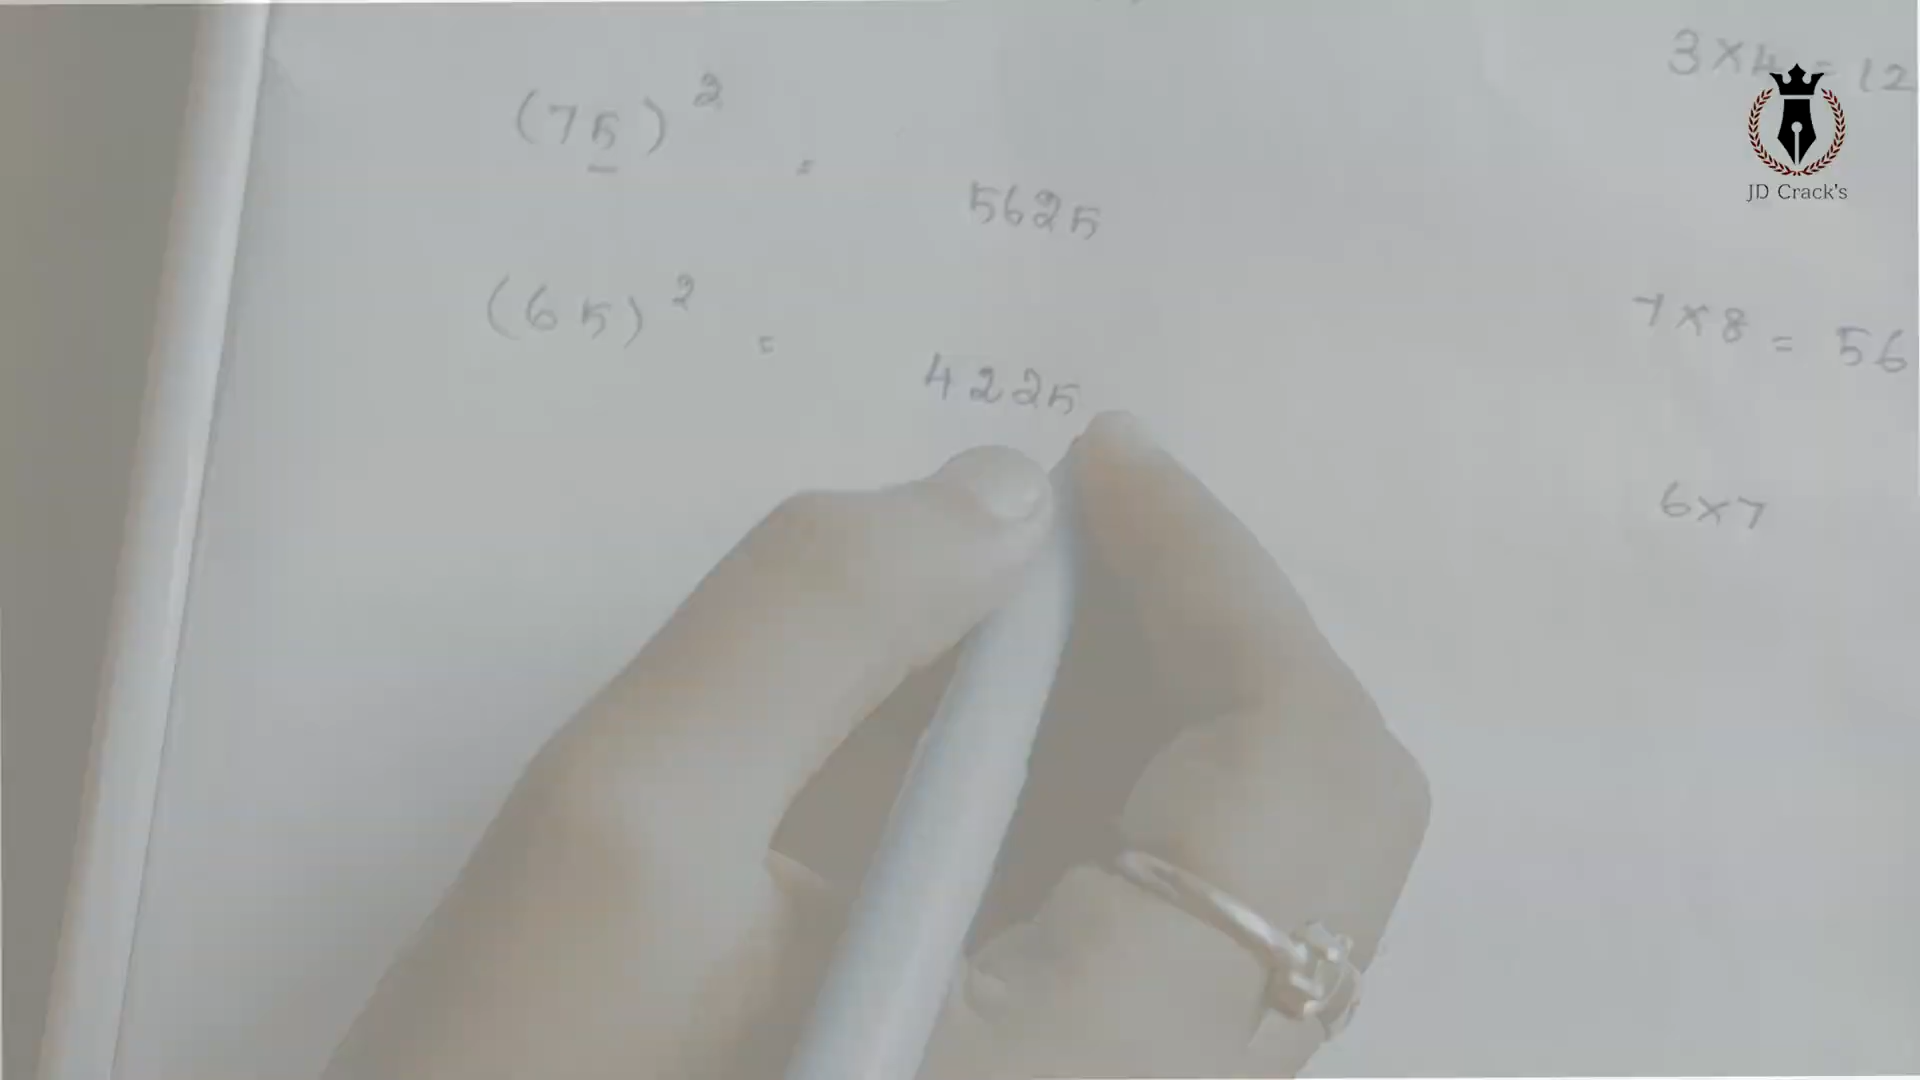 (75)² = 5625
(65)² = 4225
3×4 = 12
JD Crack's
7×8 = 56
6×7